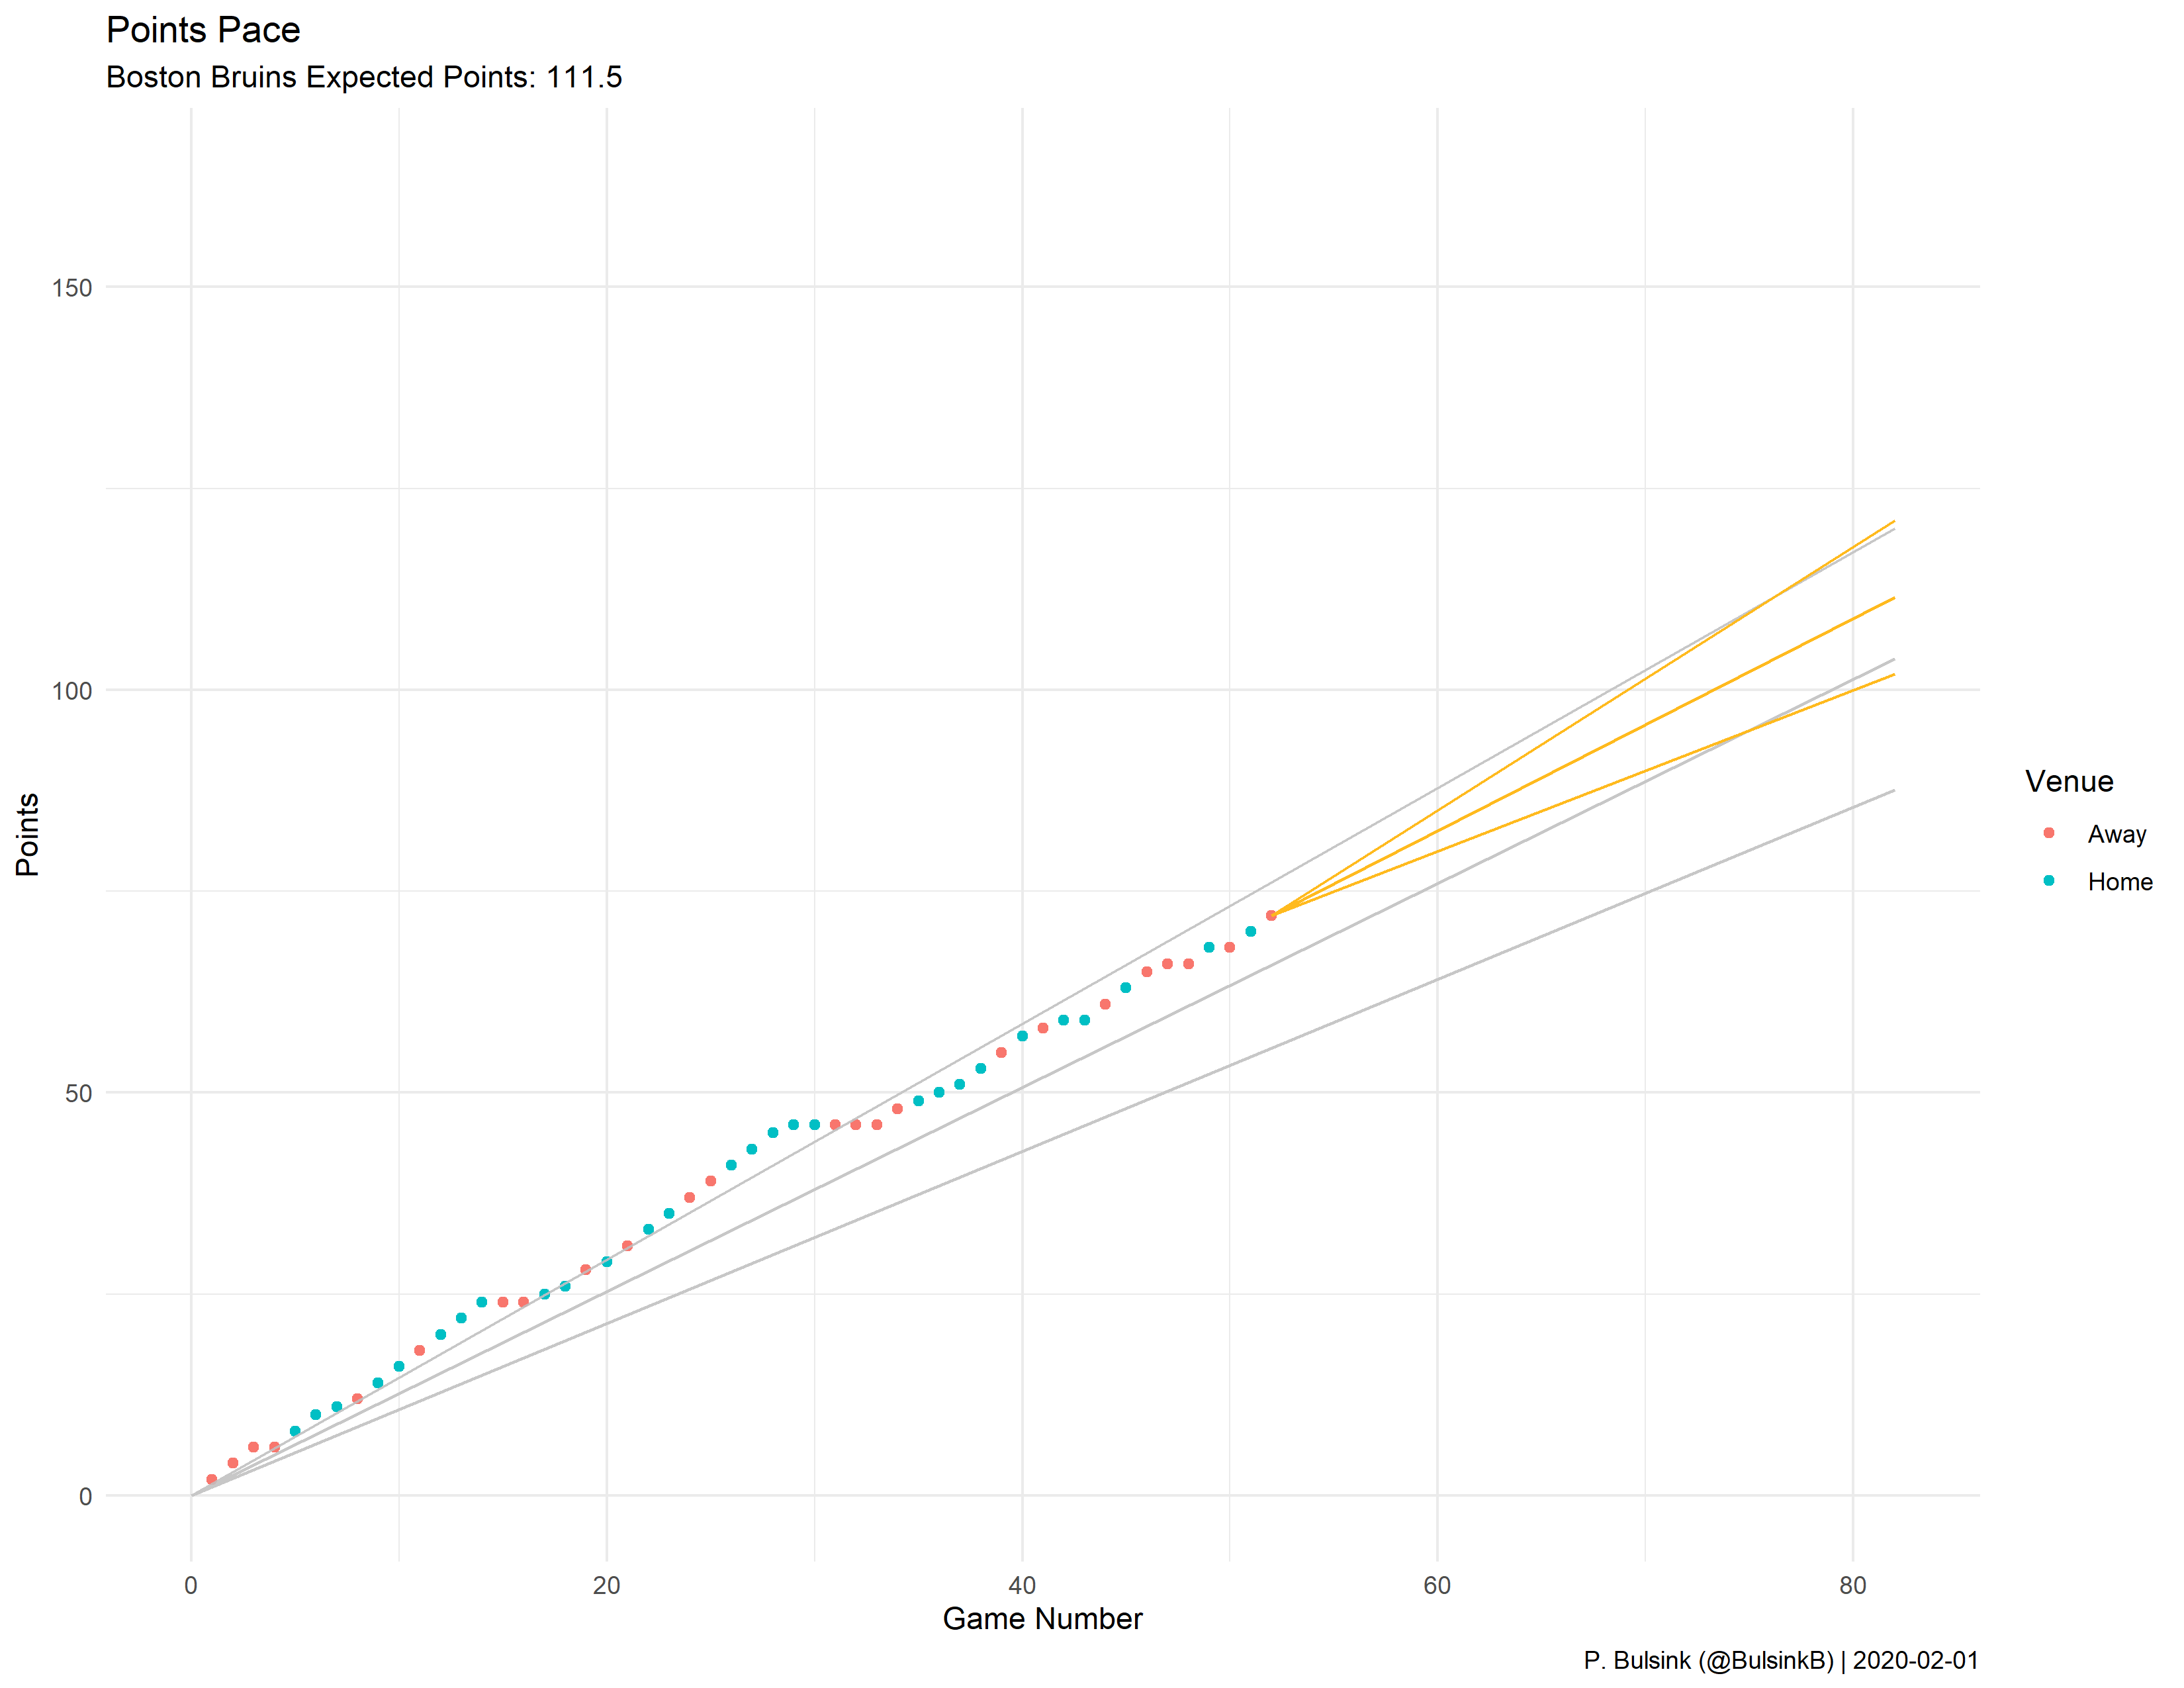 Points Pace
Boston Bruins Expected Points: 111.5
150
100
50
0
Points
0 20 40 60 80
Game Number
Venue
Away
Home
P. Bulsink (@BulsinkB) | 2020-02-01